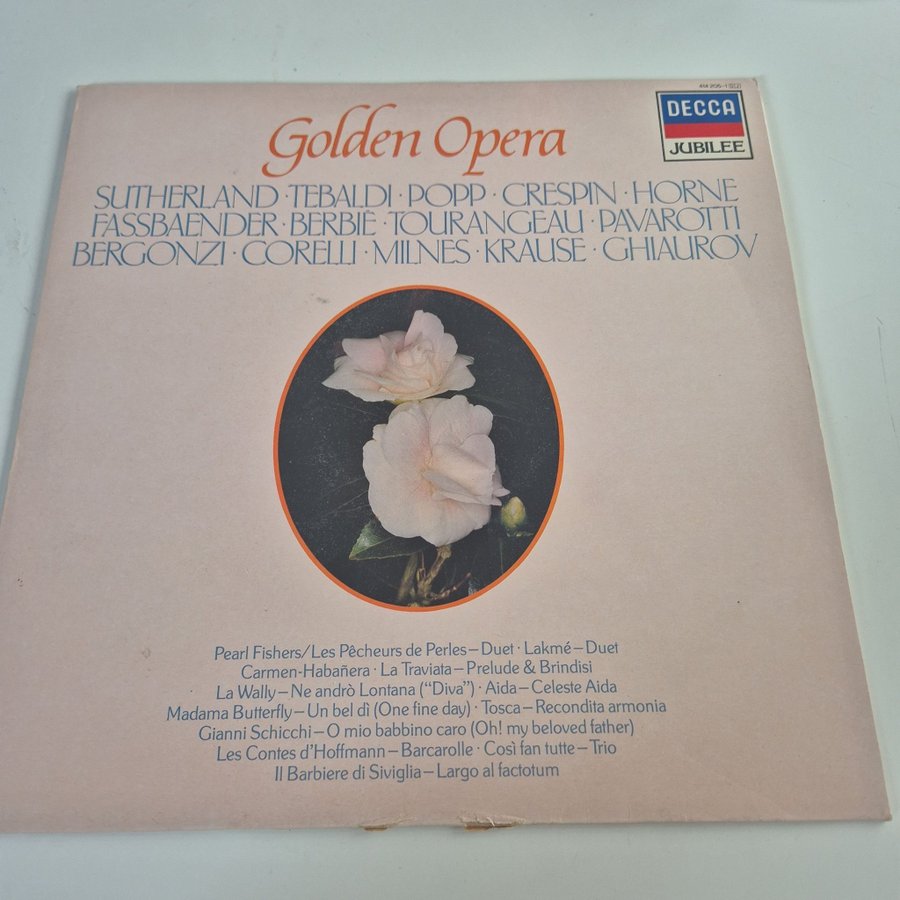 414 205-1
DECCA
JUBILEE
Golden Opera
SUTHERLAND · TEBALDI · POPP · CRESPIN · HORNE
FASSBAENDER · BERBIÈ · TOURANGEAU · PAVAROTTI
BERGONZI · CORELLI · MILNES · KRAUSE · GHIAUROV
Pearl Fishers/Les Pêcheurs de Perles – Duet · Lakmé – Duet
Carmen-Habañera · La Traviata – Prelude & Brindisi
La Wally – Ne andrò Lontana (“Diva”) · Aida – Celeste Aida
Madama Butterfly – Un bel dì (One fine day) · Tosca – Recondita armonia
Gianni Schicchi – O mio babbino caro (Oh! my beloved father)
Les Contes d'Hoffmann – Barcarolle · Così fan tutte – Trio
Il Barbiere di Siviglia – Largo al factotum